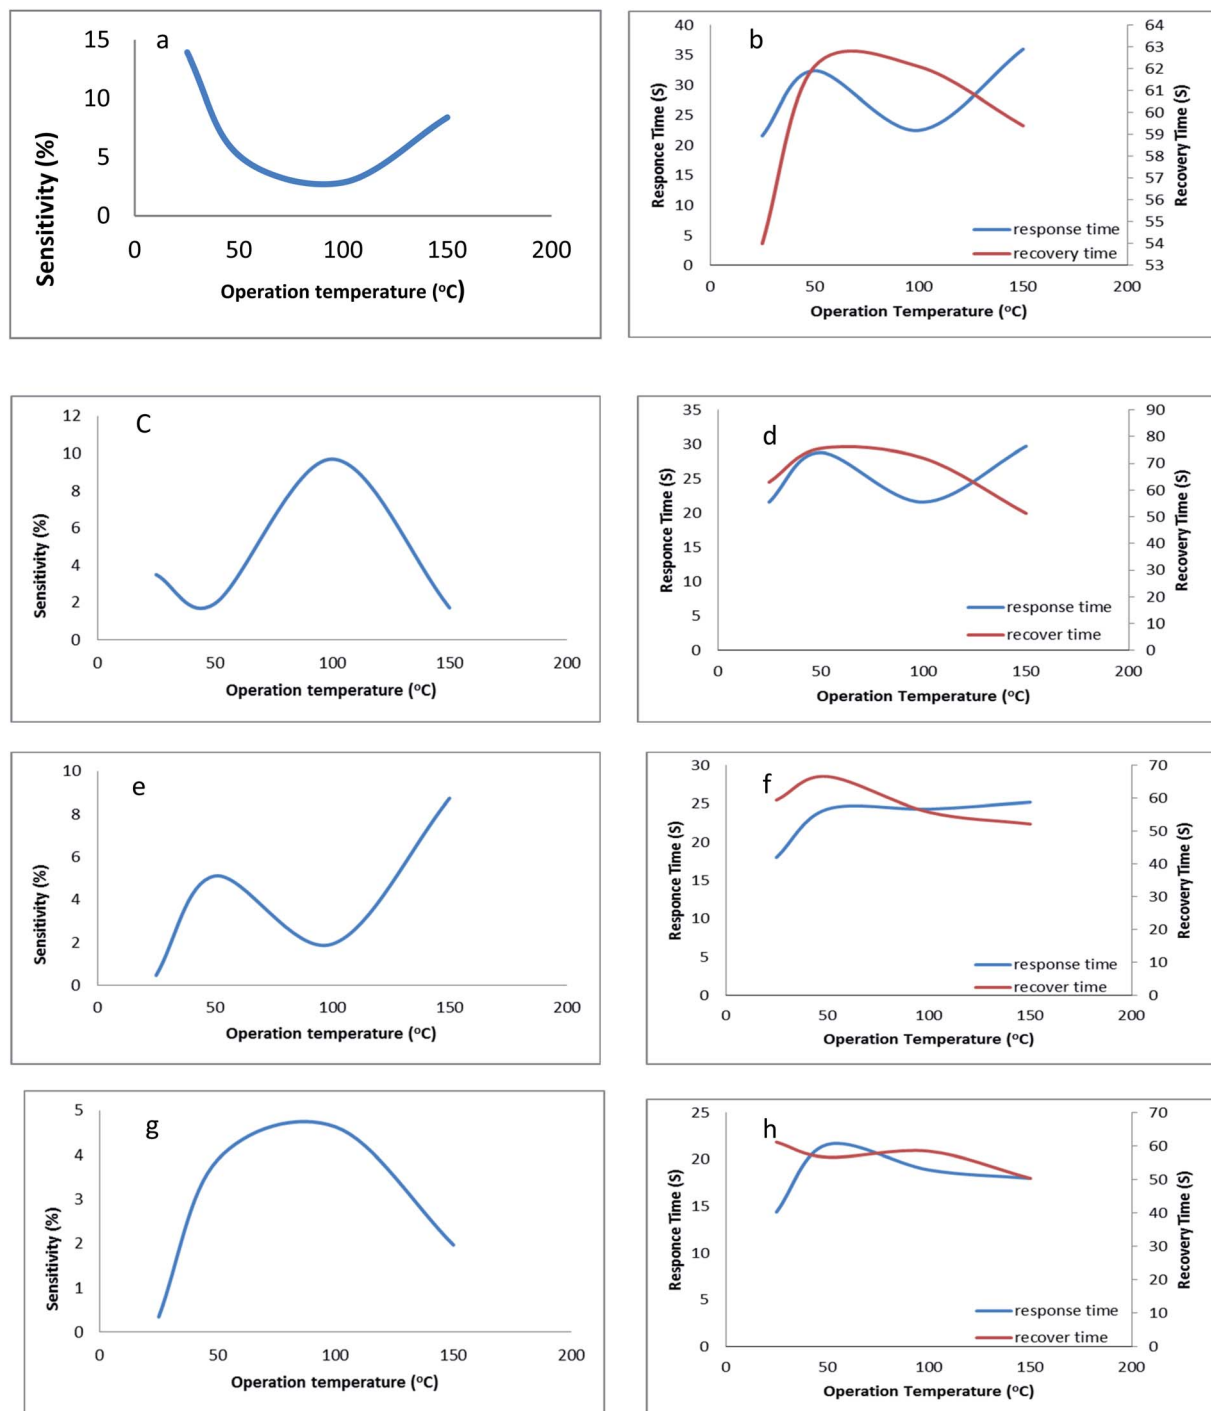 a
15
10
5
0
0 50 100 150 200
Sensitivity (%)
Operation temperature (ºC)
b
40
35
30
25
20
15
10
5
0
64
63
62
61
60
59
58
57
56
55
54
53
0 50 100 150 200
Responce Time (S)
Recovery Time (S)
response time
recovery time
Operation Temperature (ºC)
C
12
10
8
6
4
2
0
0 50 100 150 200
Sensitivity (%)
Operation temperature (ºC)
d
35
30
25
20
15
10
5
0
90
80
70
60
50
40
30
20
10
0
0 50 100 150 200
Responce Time (S)
Recovery Time (S)
response time
recover time
Operation Temperature (ºC)
e
10
8
6
4
2
0
0 50 100 150 200
Sensitivity (%)
Operation temperature (ºC)
f
30
25
20
15
10
5
0
70
60
50
40
30
20
10
0
0 50 100 150 200
Responce Time (S)
Recovery Time (S)
response time
recover time
Operation Temperature (ºC)
g
5
4
3
2
1
0
0 50 100 150 200
Sensitivity (%)
Operation temperature (ºC)
h
25
20
15
10
5
0
70
60
50
40
30
20
10
0
0 50 100 150 200
Responce Time (S)
Recovery Time (S)
response time
recover time
Operation Temperature (ºC)